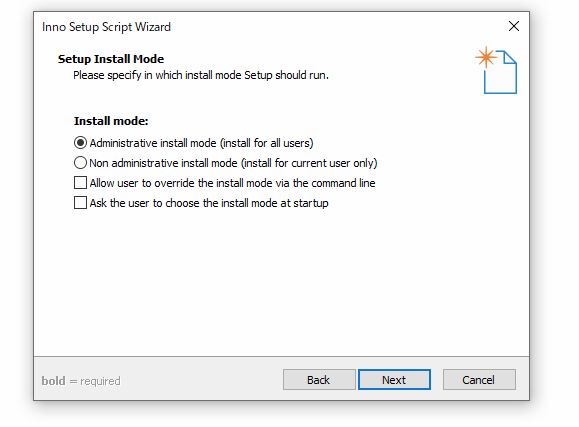 Inno Setup Script Wizard
Setup Install Mode
Please specify in which install mode Setup should run.
Install mode:
Administrative install mode (install for all users)
Non administrative install mode (install for current user only)
Allow user to override the install mode via the command line
Ask the user to choose the install mode at startup
bold = required
Back
Next
Cancel